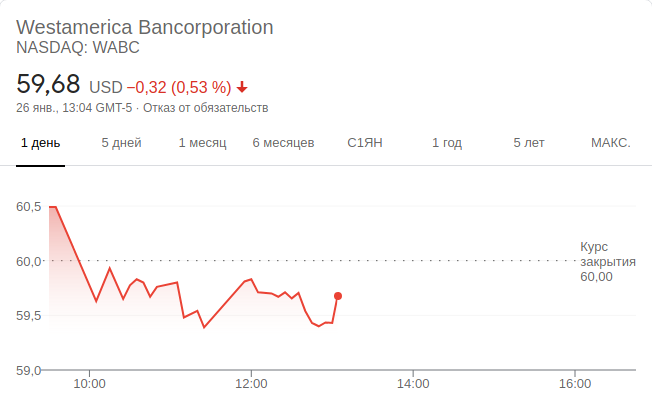 Westamerica Bancorporation
NASDAQ: WABC
59,68 USD −0,32 (0,53 %)
26 янв., 13:04 GMT-5 · Отказ от обязательств
1 день 5 дней 1 месяц 6 месяцев С1ЯН 1 год 5 лет МАКС.
60,5
60,0
59,5
59,0
Курс
закрытия
60,00
10:00 12:00 14:00 16:00